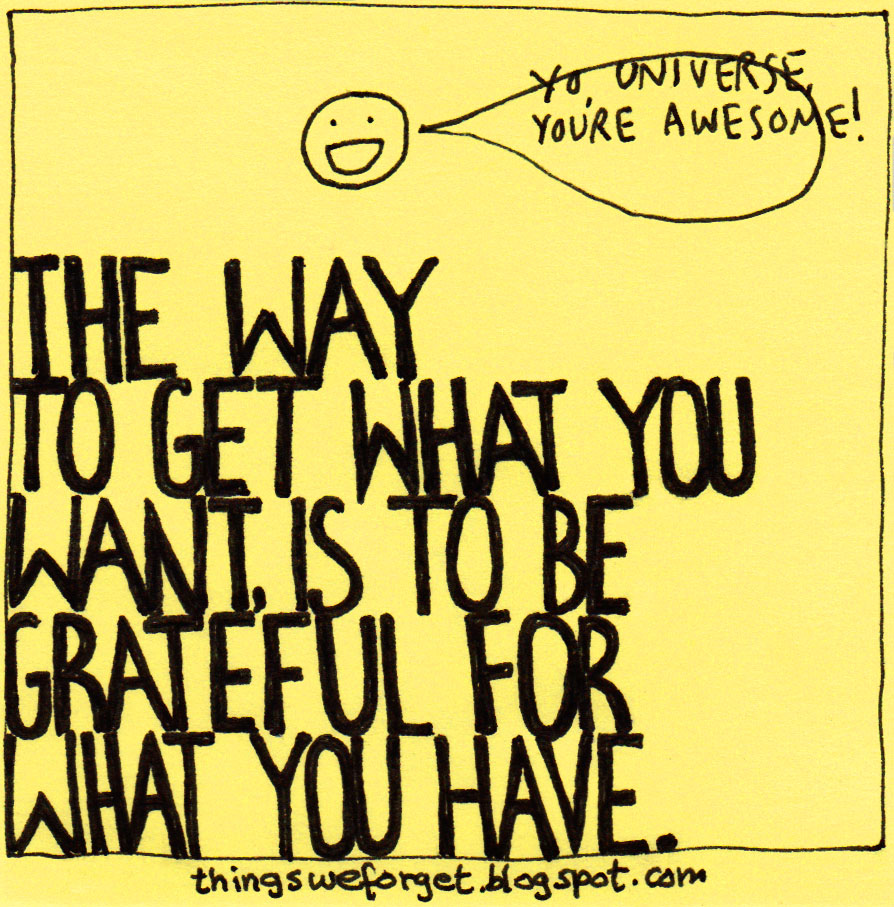 YO, UNIVERSE,
YOU'RE AWESOME!
THE WAY
TO GET WHAT YOU
WANT, IS TO BE
GRATEFUL FOR
WHAT YOU HAVE.
thingsweforget.blogspot.com